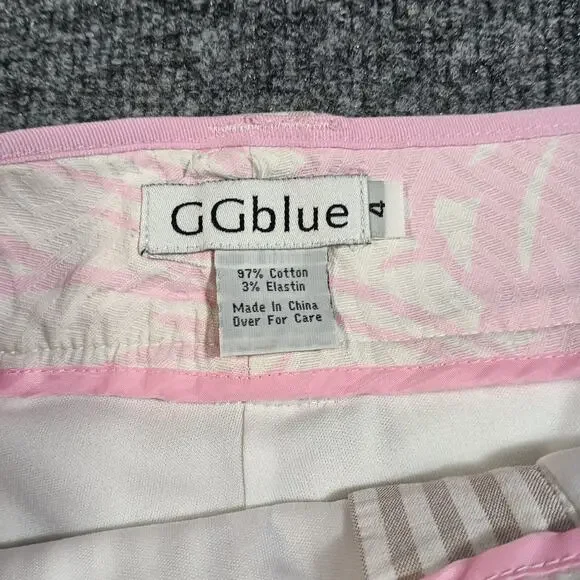 GGblue
4
97% Cotton
3% Elastin
Made In China
Over For Care